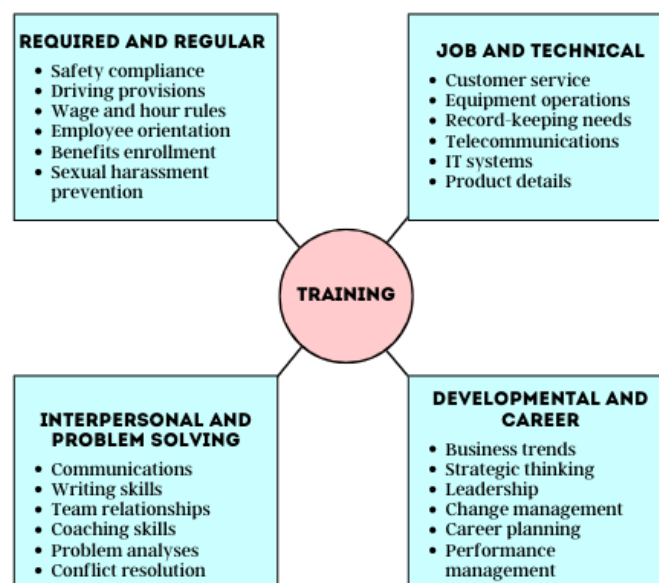 REQUIRED AND REGULAR
• Safety compliance
• Driving provisions
• Wage and hour rules
• Employee orientation
• Benefits enrollment
• Sexual harassment
prevention
JOB AND TECHNICAL
• Customer service
• Equipment operations
• Record-keeping needs
• Telecommunications
• IT systems
• Product details
TRAINING
INTERPERSONAL AND
PROBLEM SOLVING
• Communications
• Writing skills
• Team relationships
• Coaching skills
• Problem analyses
• Conflict resolution
DEVELOPMENTAL AND
CAREER
• Business trends
• Strategic thinking
• Leadership
• Change management
• Career planning
• Performance
management